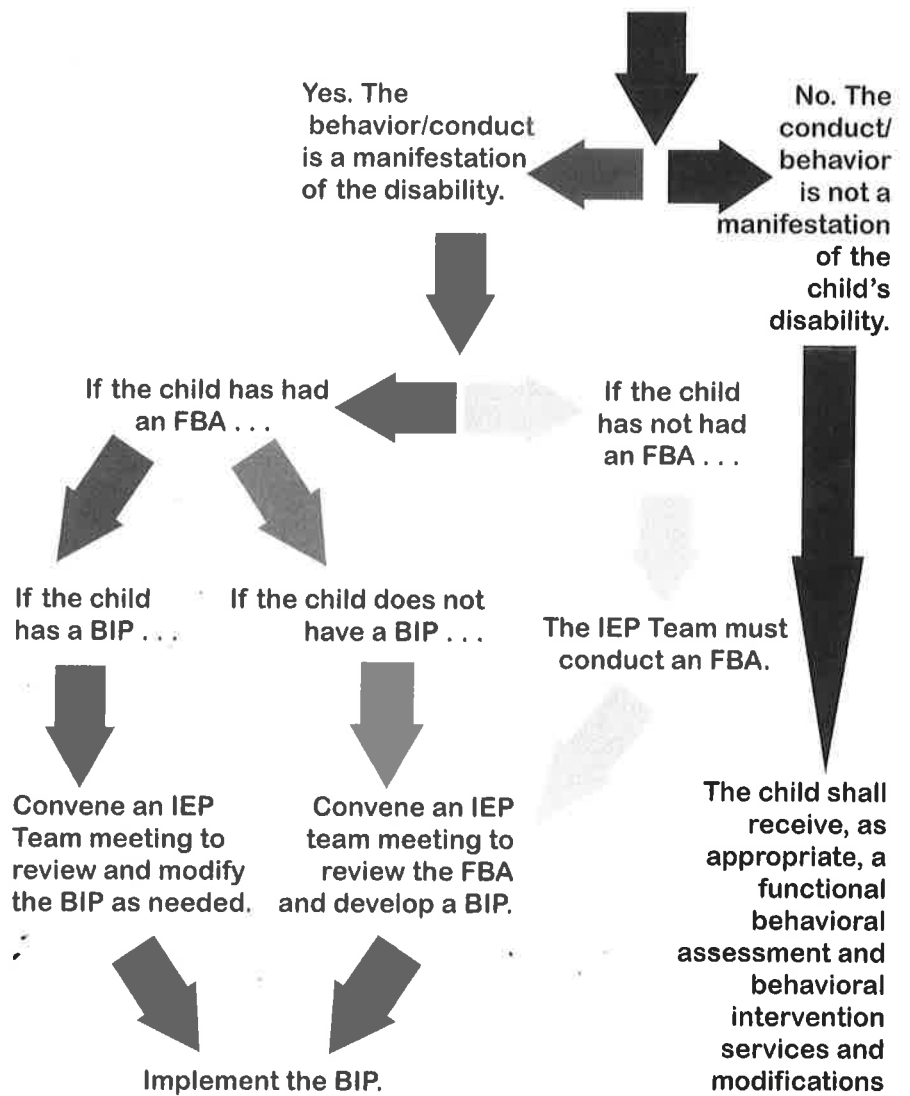 Yes. The
behavior/conduct
is a manifestation
of the disability.
No. The
conduct/
behavior
is not a
manifestation
of the
child's
disability.
If the child has had
an FBA . . .
If the child
has not had
an FBA . . .
If the child
has a BIP . . .
If the child does not
have a BIP . . .
The IEP Team must
conduct an FBA.
Convene an IEP
Team meeting to
review and modify
the BIP as needed.
Convene an IEP
team meeting to
review the FBA
and develop a BIP.
The child shall
receive, as
appropriate, a
functional
behavioral
assessment and
behavioral
intervention
services and
modifications
Implement the BIP.